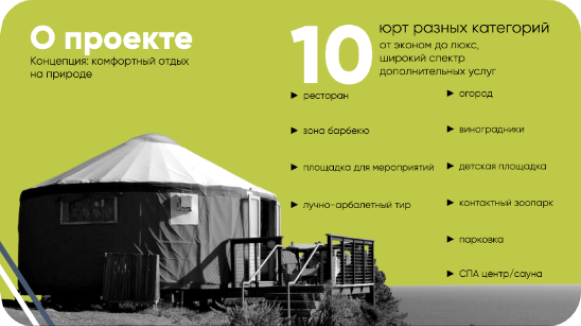 О проекте
Концепция: комфортный отдых
на природе
10
юрт разных категорий
от эконом до люкс,
широкий спектр
дополнительных услуг
► ресторан
► зона барбекю
► площадка для мероприятий
► лучно-арбалетный тир
► огород
► виноградники
► детская площадка
► контактный зоопарк
► парковка
► СПА центр/сауна